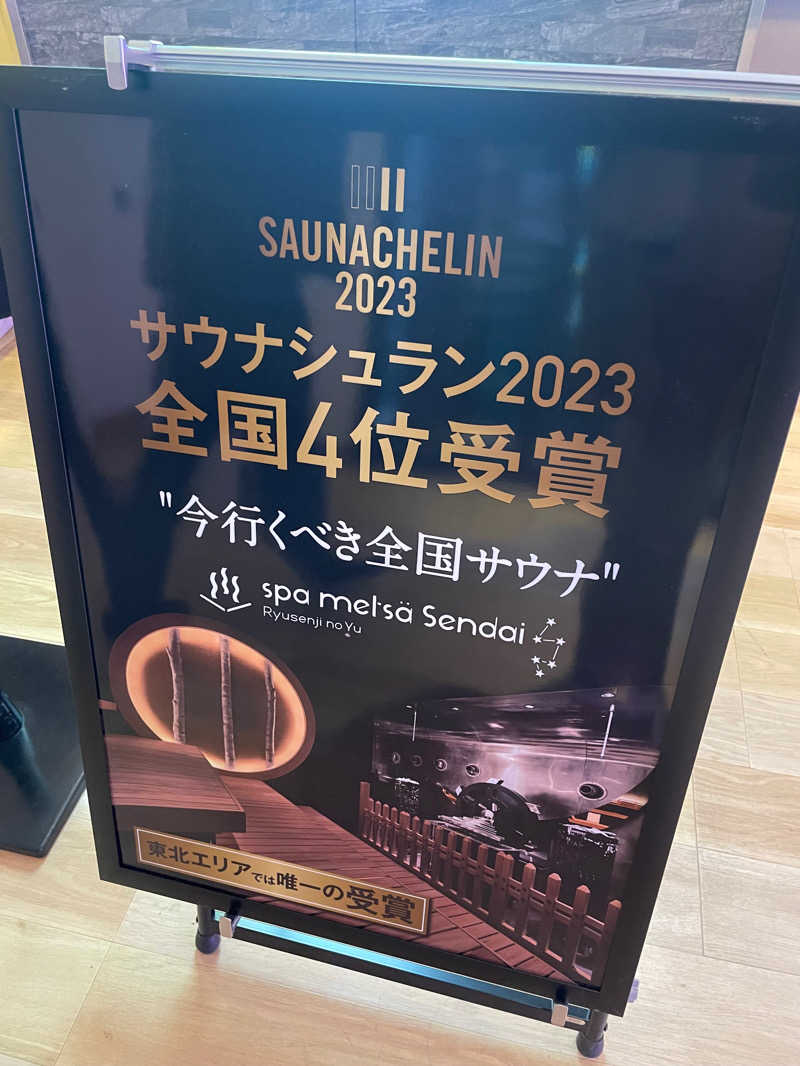 SAUNACHELIN
2023
サウナシュラン2023
全国4位受賞
"今行くべき全国サウナ"
spa metsä Sendai
Ryusenji no Yu
東北エリアでは唯一の受賞